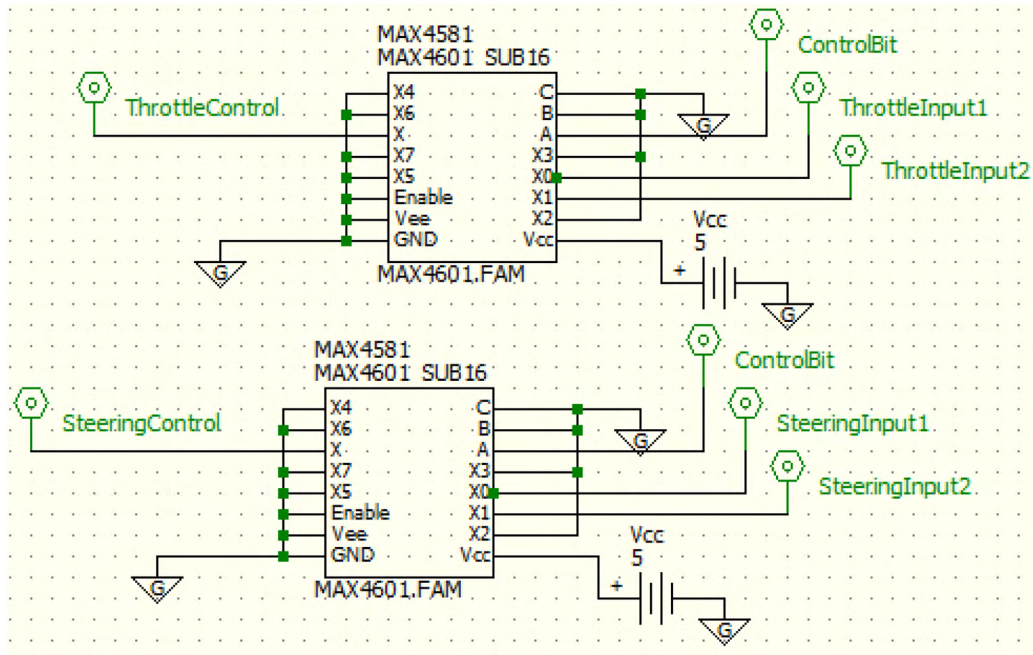 MAX4581
MAX4601 SUB16
ControlBit
ThrottleControl
ThrottleInput1
ThrottleInput2
X4
X6
X
X7
X5
Enable
Vee
GND
C
B
A
X3
X0
X1
X2
Vcc
G
G
Vcc
5
+
G
MAX4601.FAM
MAX4581
MAX4601 SUB16
ControlBit
SteeringControl
SteeringInput1
SteeringInput2
X4
X6
X
X7
X5
Enable
Vee
GND
C
B
A
X3
X0
X1
X2
Vcc
G
G
Vcc
5
+
G
MAX4601.FAM